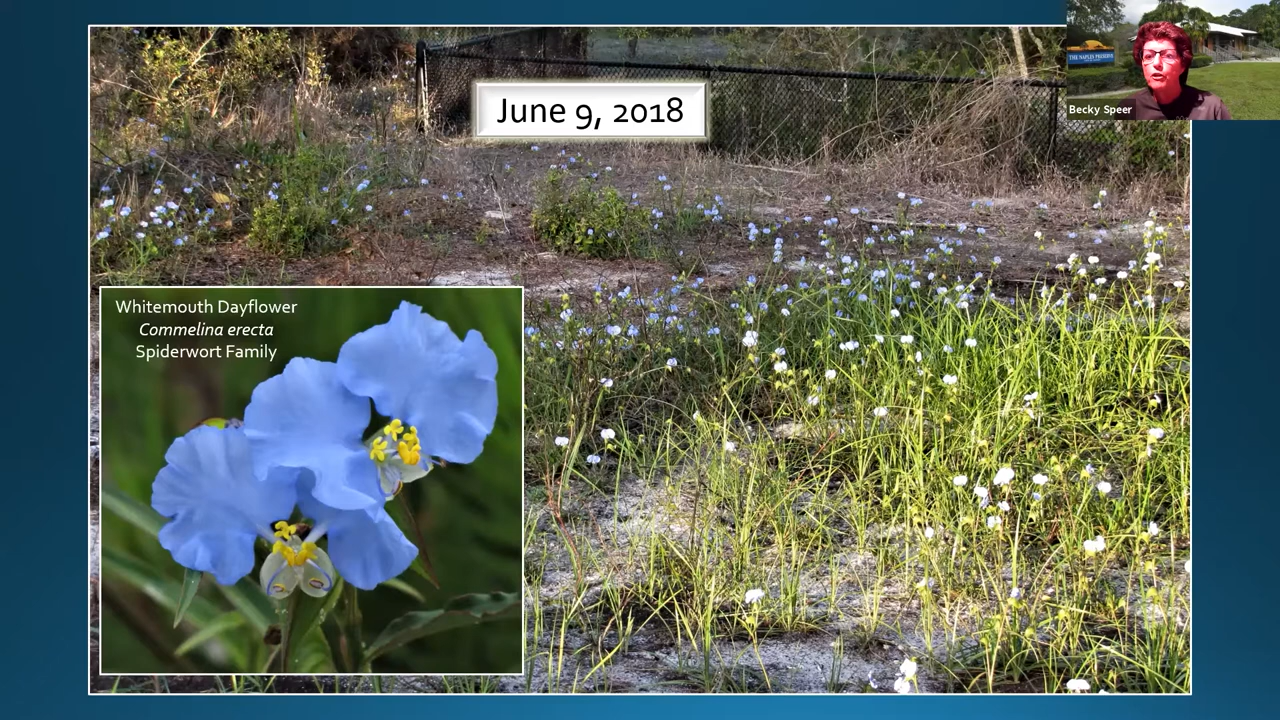 June 9, 2018
THE NAPLES PRESERVE
Becky Speer
Whitemouth Dayflower
Commelina erecta
Spiderwort Family